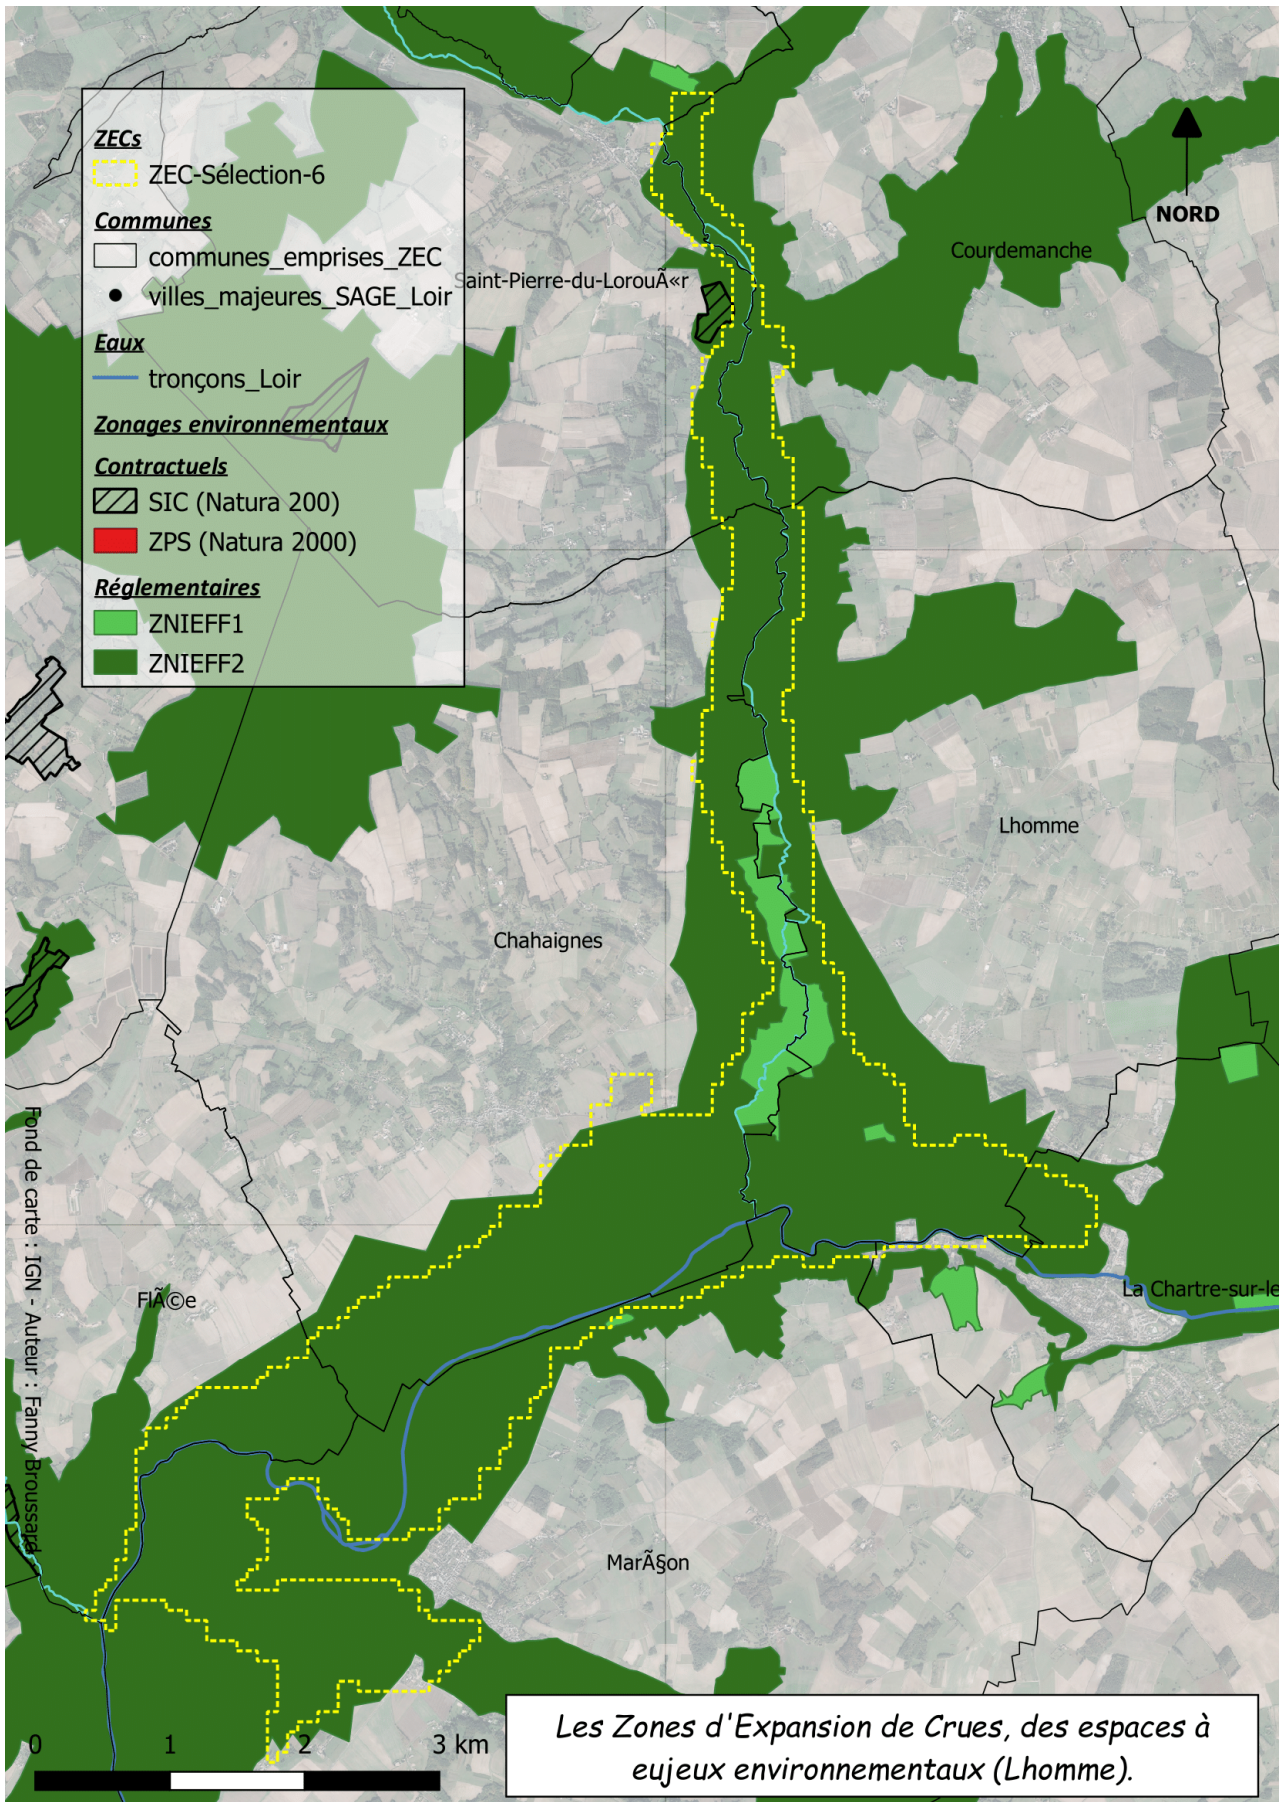 ZECs
ZEC-Sélection-6
Communes
communes_emprises_ZEC
villes_majeures_SAGE_Loir
Eaux
tronçons_Loir
Zonages environnementaux
Contractuels
SIC (Natura 200)
ZPS (Natura 2000)
Réglementaires
ZNIEFF1
ZNIEFF2
NORD
Courdemanche
Saint-Pierre-du-LorouÃ«r
Lhomme
Chahaignes
FlÃ©e
La Chartre-sur-le
MarÃ§on
Fond de carte : IGN - Auteur : Fanny Broussard
0 1 2 3 km
Les Zones d'Expansion de Crues, des espaces à
eujeux environnementaux (Lhomme).